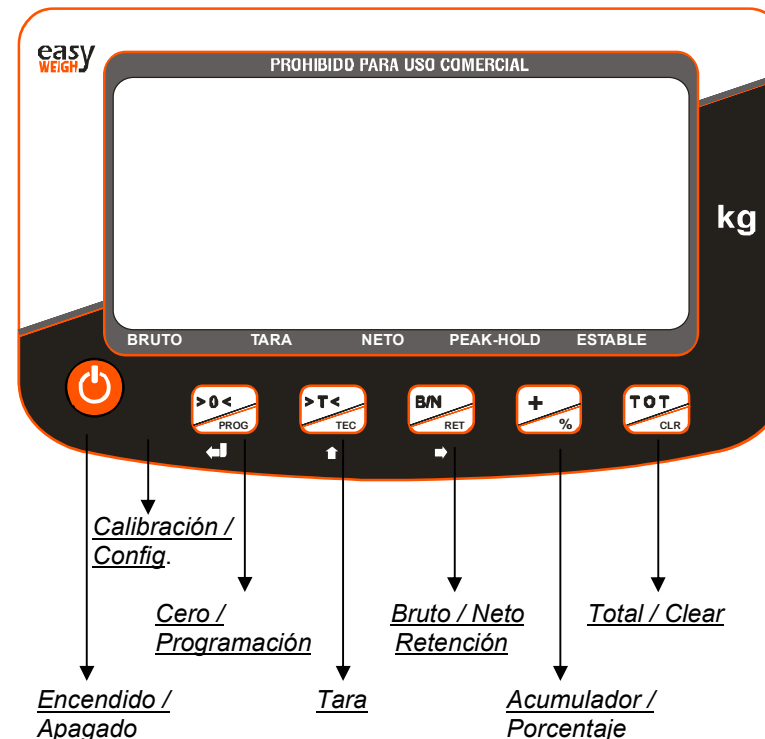 easy
WEIGH
PROHIBIDO PARA USO COMERCIAL
kg
BRUTO TARA NETO PEAK-HOLD ESTABLE
>0< >T< B/N + TOT
PROG TEC RET % CLR
Calibración /
Config.
Cero /
Programación
Bruto / Neto
Retención
Total / Clear
Encendido /
Apagado
Tara
Acumulador /
Porcentaje